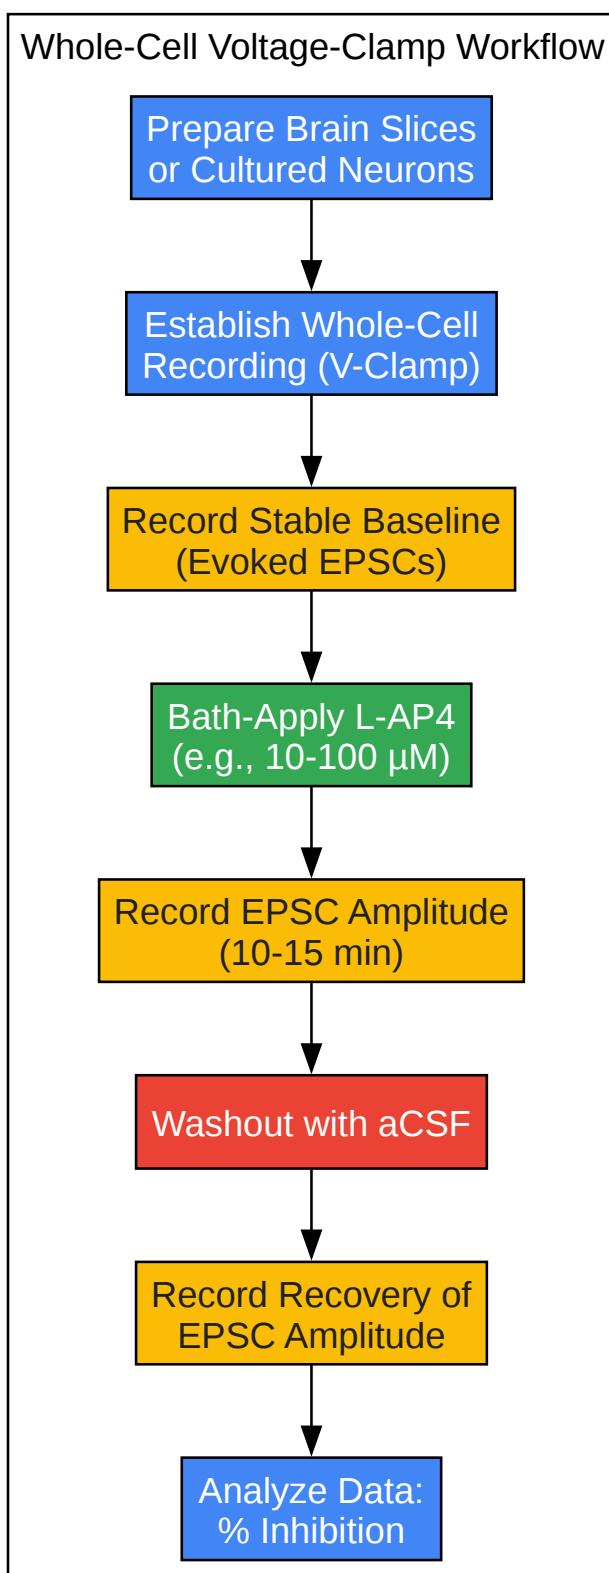 Whole-Cell Voltage-Clamp Workflow
Prepare Brain Slices
or Cultured Neurons
Establish Whole-Cell
Recording (V-Clamp)
Record Stable Baseline
(Evoked EPSCs)
Bath-Apply L-AP4
(e.g., 10-100 µM)
Record EPSC Amplitude
(10-15 min)
Washout with aCSF
Record Recovery of
EPSC Amplitude
Analyze Data:
% Inhibition